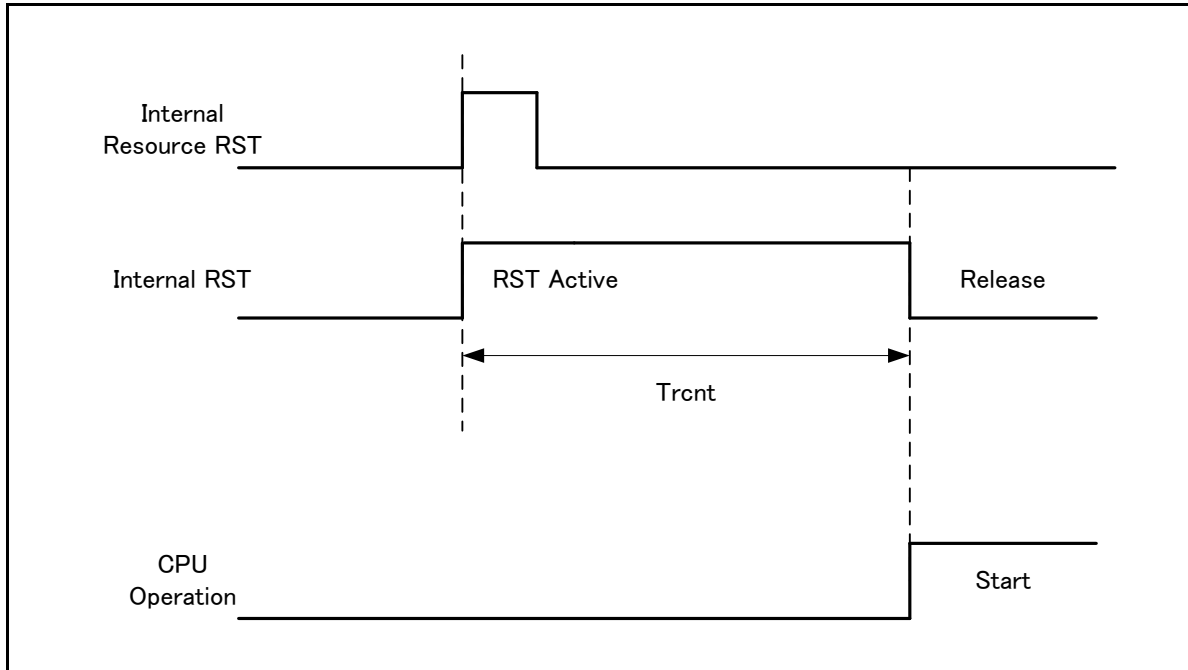 Internal
Resource RST
Internal RST
RST Active
Release
Trcnt
CPU
Operation
Start